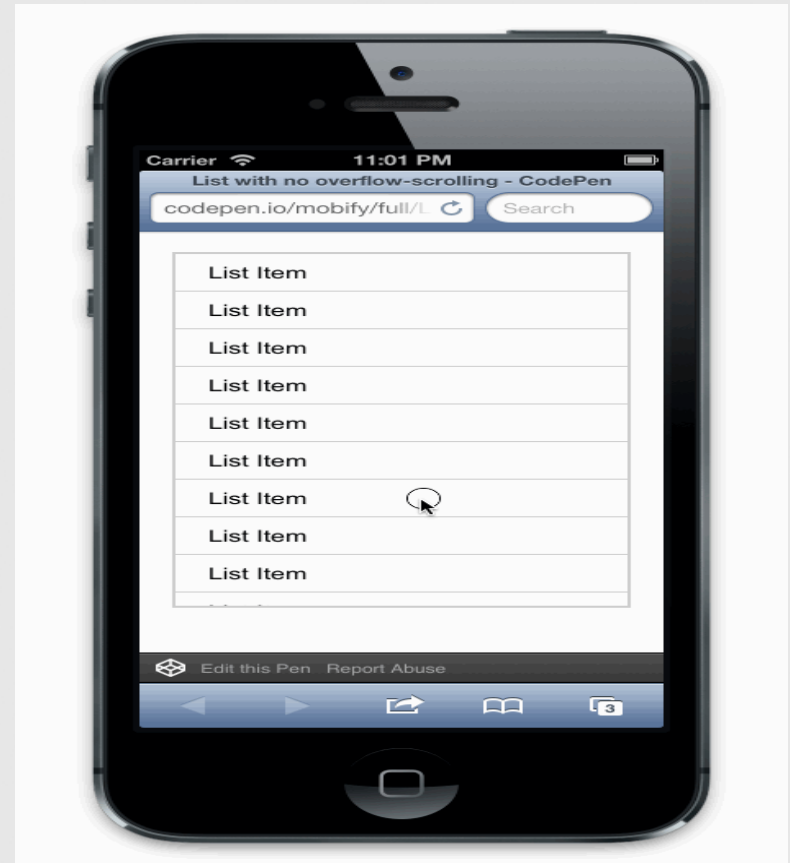 Carrier 11:01 PM
List with no overflow-scrolling - CodePen
codepen.io/mobify/full/L Search
List Item
List Item
List Item
List Item
List Item
List Item
List Item
List Item
List Item
Edit this Pen Report Abuse
3